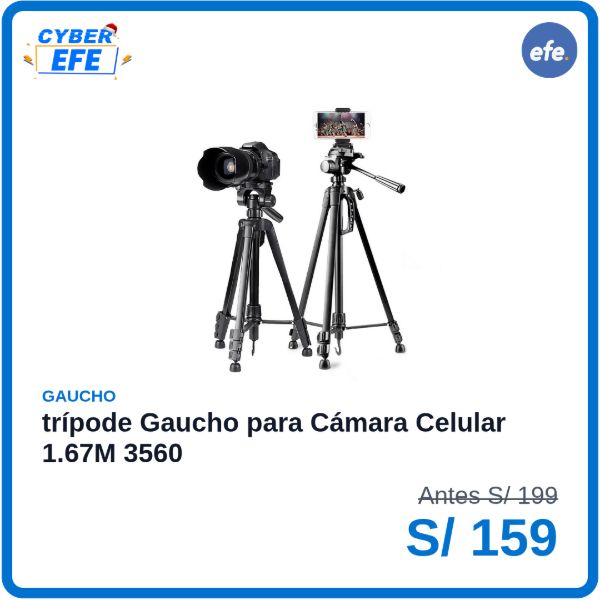 CYBER
EFE
efe.
GAUCHO
trípode Gaucho para Cámara Celular
1.67M 3560
Antes S/ 199
S/ 159